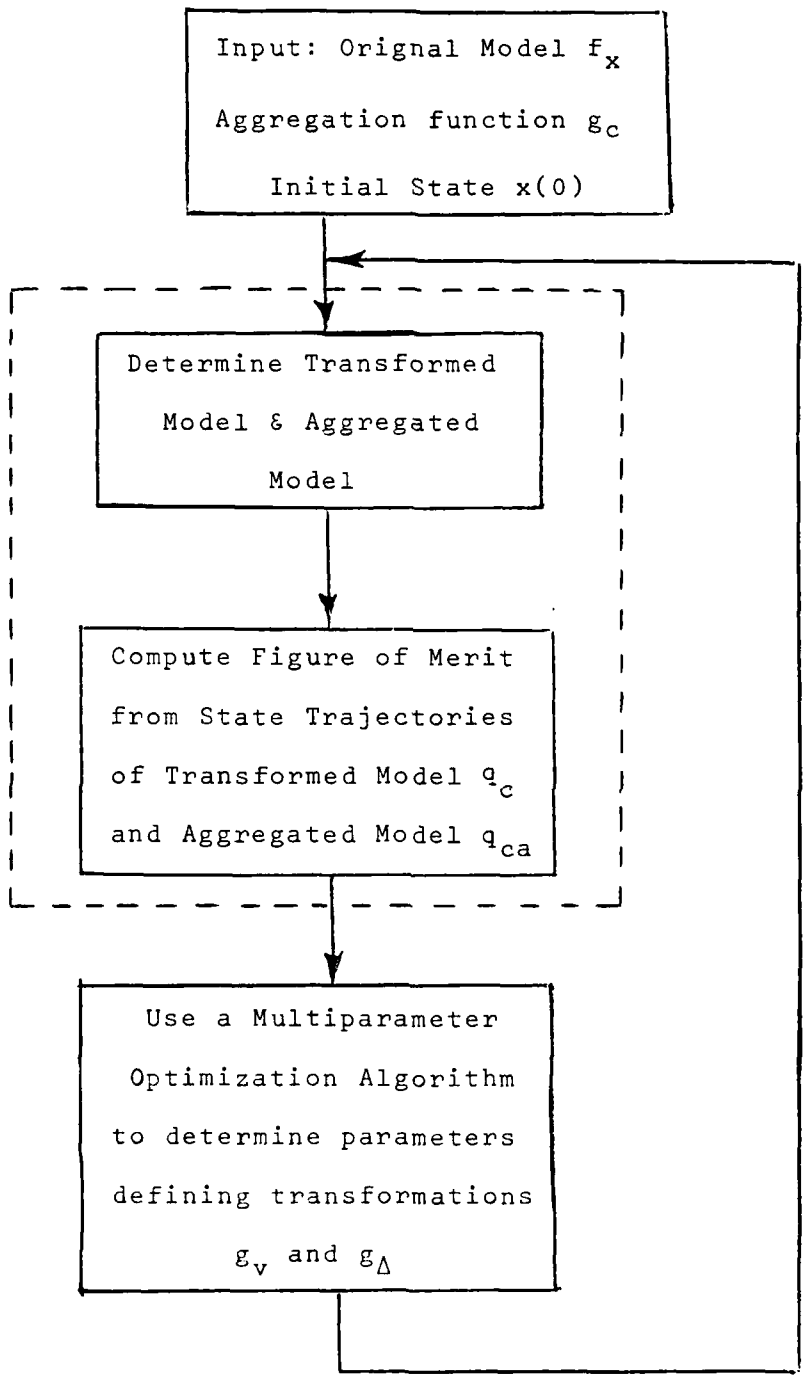 Input: Orignal Model f_x
Aggregation function g_c
Initial State x(0)
Determine Transformed
Model & Aggregated
Model
Compute Figure of Merit
from State Trajectories
of Transformed Model q_c
and Aggregated Model q_ca
Use a Multiparameter
Optimization Algorithm
to determine parameters
defining transformations
g_v and g_Δ